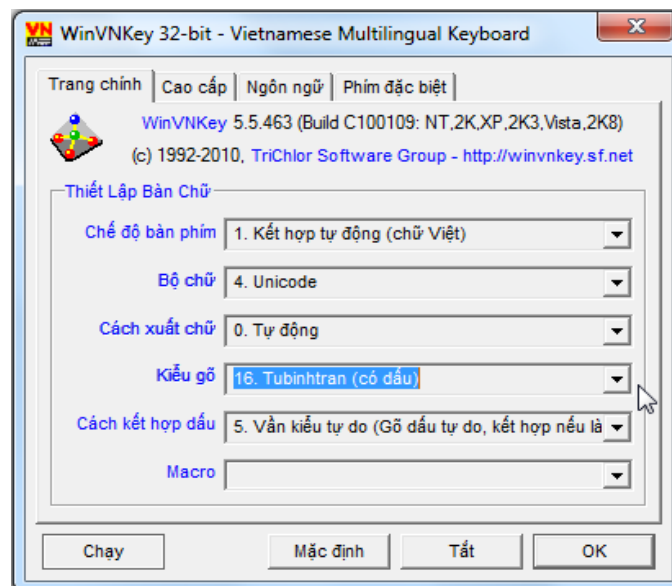 WinVNKey 32-bit - Vietnamese Multilingual Keyboard
Trang chính Cao cấp Ngôn ngữ Phím đặc biệt
WinVNKey 5.5.463 (Build C100109: NT,2K,XP,2K3,Vista,2K8)
(c) 1992-2010, TriChlor Software Group - http://winvnkey.sf.net
Thiết Lập Bàn Chữ
Chế độ bàn phím 1. Kết hợp tự động (chữ Việt)
Bộ chữ 4. Unicode
Cách xuất chữ 0. Tự động
Kiểu gõ 16. Tubinhtran (có dấu)
Cách kết hợp dấu 5. Vần kiểu tự do (Gõ dấu tự do, kết hợp nếu là
Macro
Chạy Mặc định Tắt OK